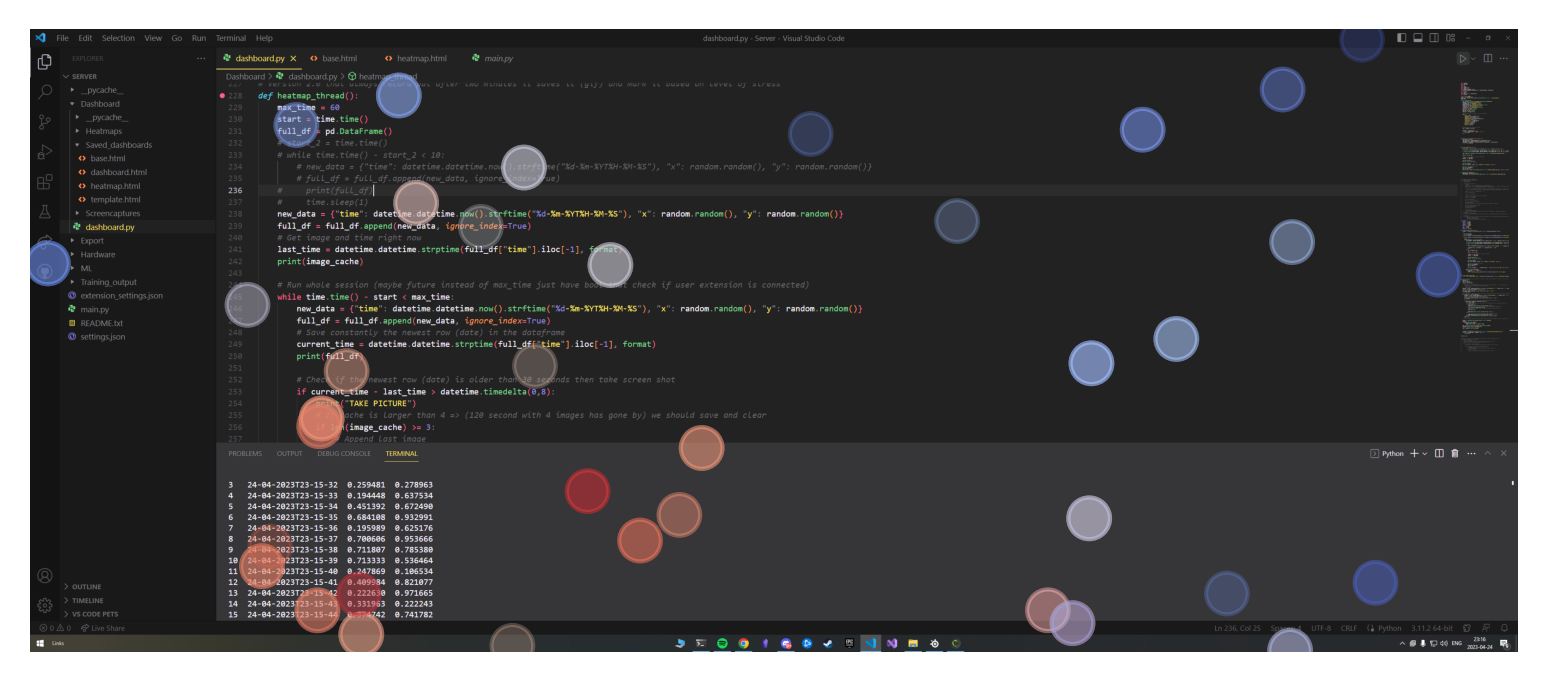 File Edit Selection View Go Run Terminal Help
dashboard.py - Server - Visual Studio Code
EXPLORER
SERVER
__pycache__
Dashboard
__pycache__
Heatmaps
Saved_dashboards
base.html
dashboard.html
heatmap.html
template.html
Screencaptures
dashboard.py
Export
Hardware
ML
Training_output
extension_settings.json
main.py
README.txt
settings.json
OUTLINE
TIMELINE
VS CODE PETS
dashboard.py base.html heatmap.html main.py
Dashboard > dashboard.py > heatmap_thread
228 def heatmap_thread():
229 max_time = 60
230 start = time.time()
231 full_df = pd.DataFrame()
232 # start_2 = time.time()
233 # while time.time() - start_2 < 10:
234 # new_data = {"time": datetime.datetime.now().strftime("%d-%m-%YT%H-%M-%S"), "x": random.random(), "y": random.random()}
235 # full_df = full_df.append(new_data, ignore_index=True)
236 # print(full_df)
237 # time.sleep(1)
238 new_data = {"time": datetime.datetime.now().strftime("%d-%m-%YT%H-%M-%S"), "x": random.random(), "y": random.random()}
239 full_df = full_df.append(new_data, ignore_index=True)
240 # Get image and time right now
241 last_time = datetime.datetime.strptime(full_df["time"].iloc[-1], format)
242 print(image_cache)
243
244 # Run whole session (maybe future instead of max_time just have that check if user extension is connected)
245 while time.time() - start < max_time:
246 new_data = {"time": datetime.datetime.now().strftime("%d-%m-%YT%H-%M-%S"), "x": random.random(), "y": random.random()}
247 full_df = full_df.append(new_data, ignore_index=True)
248 # Save constantly the newest row (date) in the dataframe
249 current_time = datetime.datetime.strptime(full_df["time"].iloc[-1], format)
250 print(full_df)
251
252 # Check if the newest row (date) is older than 30 seconds then take screen shot
253 if current_time - last_time > datetime.timedelta(0,8):
254 print("TAKE PICTURE")
255 cache is larger than 4 => (120 second with 4 images has gone by) we should save and clear
256 if len(image_cache) >= 3:
257 # Append last image
PROBLEMS OUTPUT DEBUG CONSOLE TERMINAL
Python
3 24-04-2023T23-15-32 0.259481 0.278963
4 24-04-2023T23-15-33 0.194448 0.637534
5 24-04-2023T23-15-34 0.451392 0.672490
6 24-04-2023T23-15-35 0.684108 0.932991
7 24-04-2023T23-15-36 0.195989 0.625176
8 24-04-2023T23-15-37 0.700606 0.953666
9 24-04-2023T23-15-38 0.711807 0.785380
10 24-04-2023T23-15-39 0.713333 0.536464
11 24-04-2023T23-15-40 0.247869 0.106534
12 24-04-2023T23-15-41 0.409984 0.821077
13 24-04-2023T23-15-42 0.222630 0.971665
14 24-04-2023T23-15-43 0.331963 0.222243
15 24-04-2023T23-15-44 0.741782
0 0 Live Share
Ln 236, Col 25 UTF-8 CRLF Python 3.11.2 64-bit
Links
ENG 23:16
2023-04-24